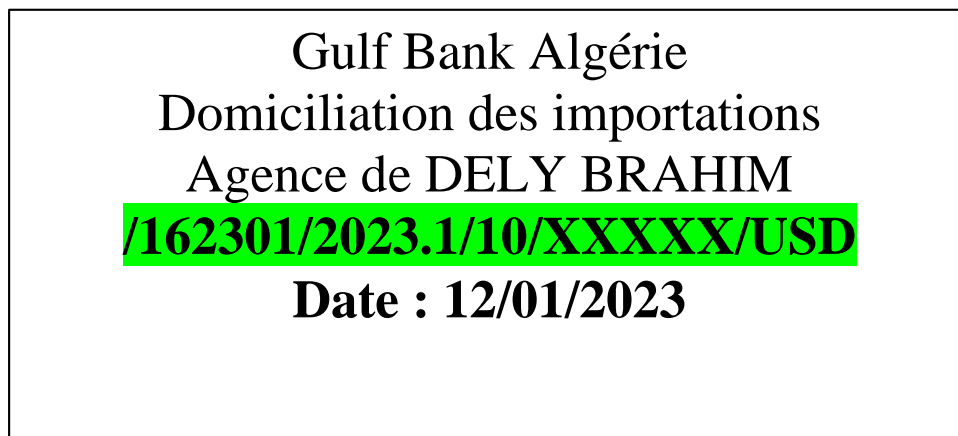 Gulf Bank Algérie
Domiciliation des importations
Agence de DELY BRAHIM
/162301/2023.1/10/XXXXX/USD
Date : 12/01/2023